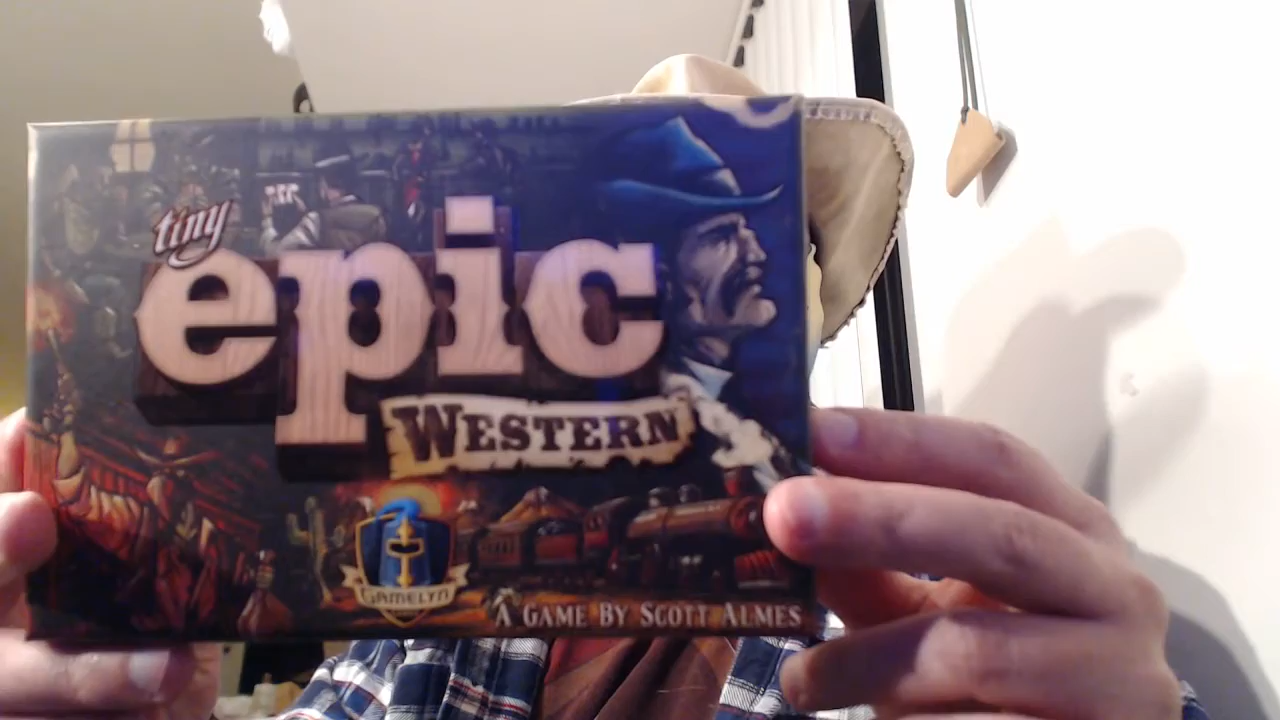 tiny
epic
WESTERN
GAMELYN
A GAME BY SCOTT ALMES